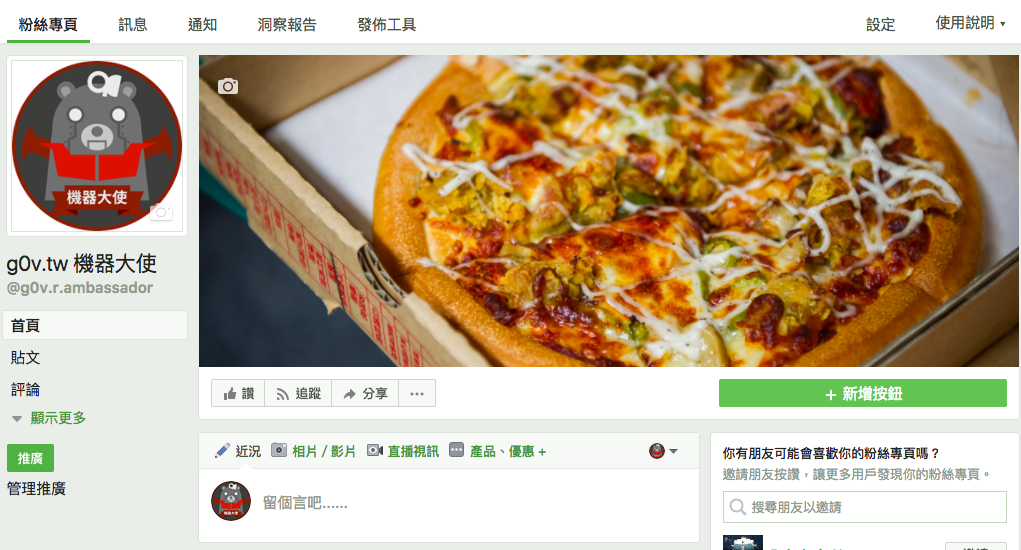 粉絲專頁 訊息 通知 洞察報告 發佈工具 設定 使用說明
機器大使
g0v.tw 機器大使
@g0v.r.ambassador
首頁
貼文
評論
顯示更多
推廣
管理推廣
讚 追蹤 分享 ...
+ 新增按鈕
近況 相片 / 影片 直播視訊 產品、優惠 +
留個言吧......
你有朋友可能會喜歡你的粉絲專頁嗎？
邀請朋友按讚，讓更多用戶發現你的粉絲專頁。
搜尋朋友以邀請